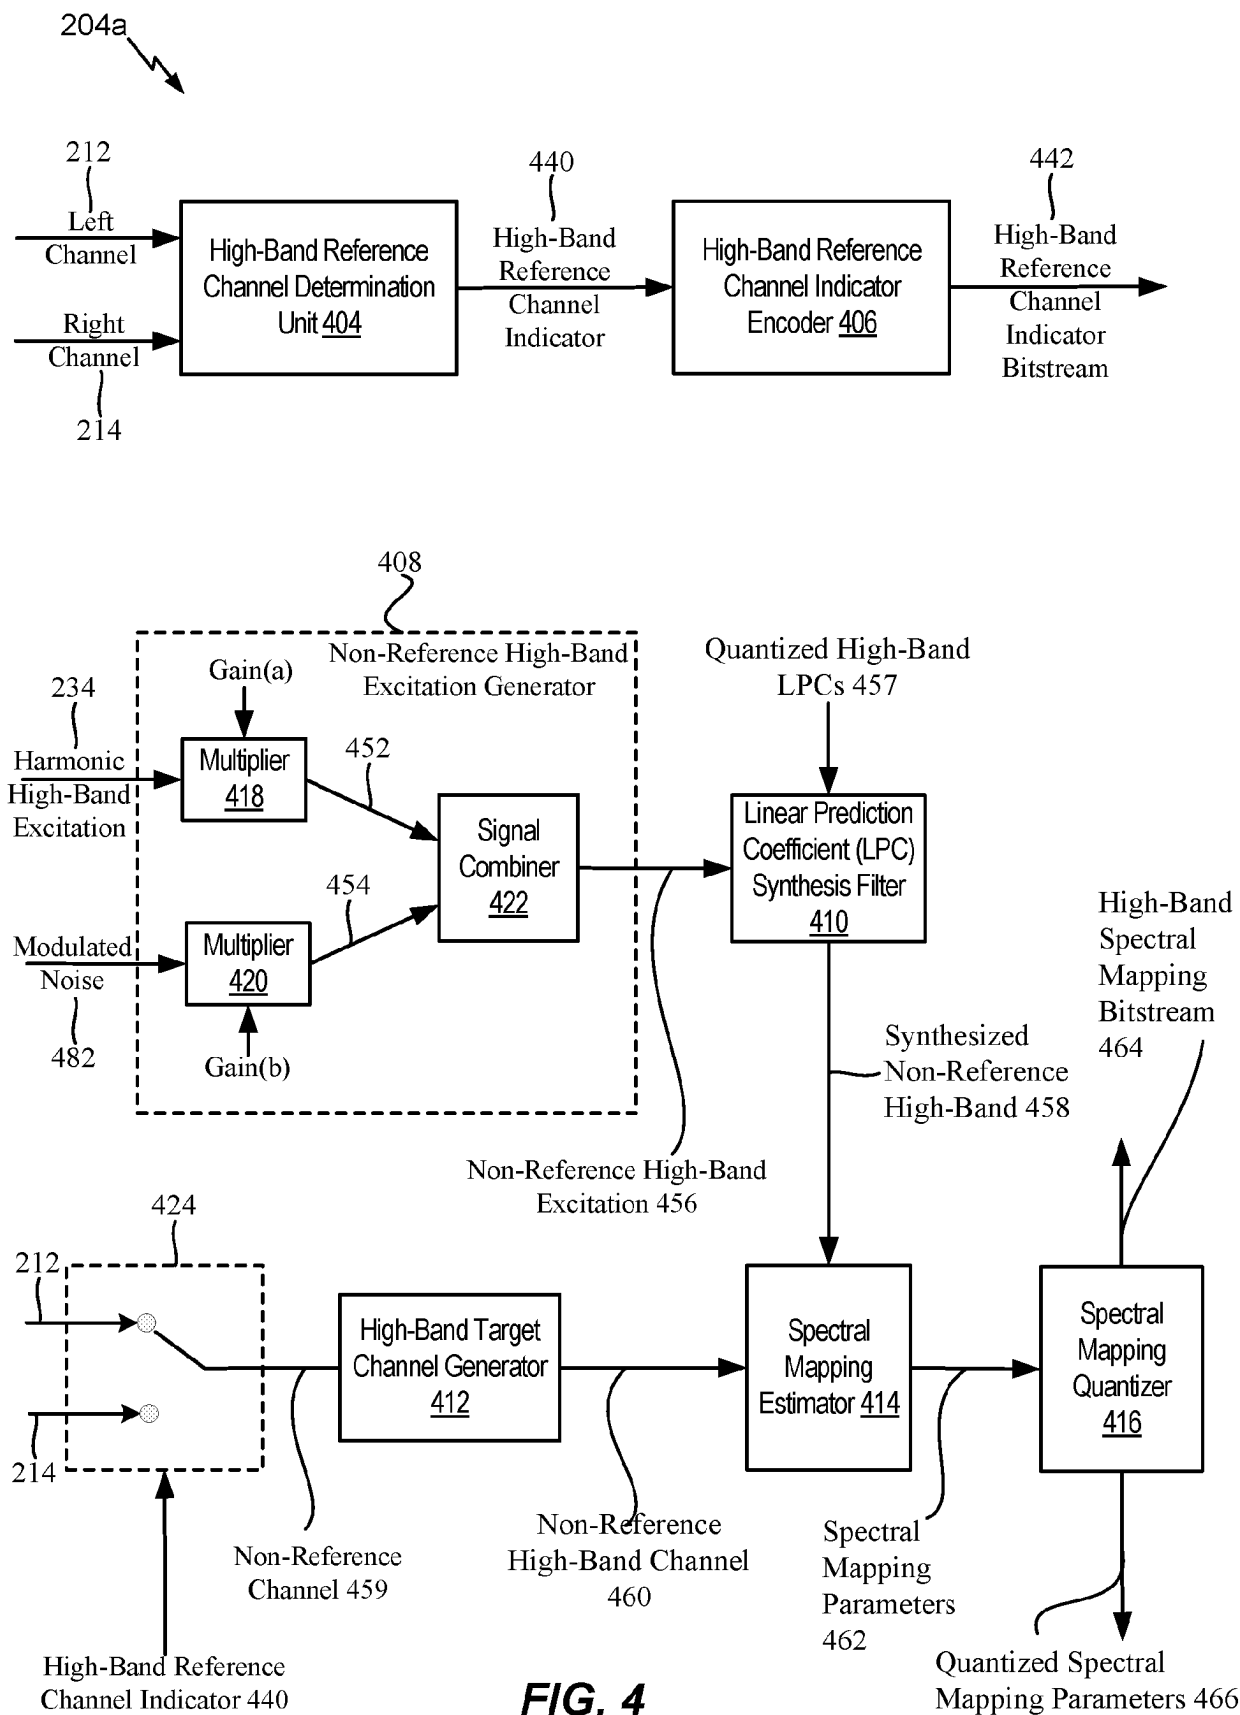 204a
212
Left
Channel
Right
Channel
214
High-Band Reference
Channel Determination
Unit 404
440
High-Band
Reference
Channel
Indicator
High-Band Reference
Channel Indicator
Encoder 406
442
High-Band
Reference
Channel
Indicator
Bitstream
408
Non-Reference High-Band
Excitation Generator
Gain(a)
234
Harmonic
High-Band
Excitation
Multiplier
418
452
Signal
Combiner
422
454
Modulated
Noise
482
Multiplier
420
Gain(b)
Quantized High-Band
LPCs 457
Linear Prediction
Coefficient (LPC)
Synthesis Filter
410
High-Band
Spectral
Mapping
Bitstream
464
Synthesized
Non-Reference
High-Band 458
Non-Reference High-Band
Excitation 456
424
212
214
High-Band Target
Channel Generator
412
Spectral
Mapping
Estimator 414
Spectral
Mapping
Quantizer
416
Non-Reference
Channel 459
Non-Reference
High-Band Channel
460
Spectral
Mapping
Parameters
462
High-Band Reference
Channel Indicator 440
Quantized Spectral
Mapping Parameters 466
FIG. 4